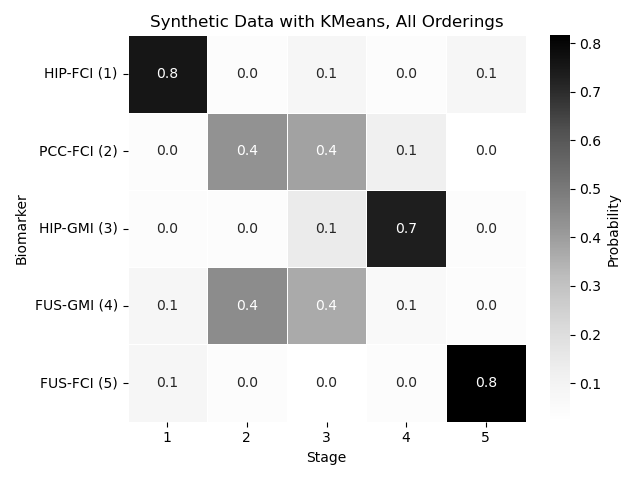 Synthetic Data with KMeans, All Orderings
HIP-FCI (1) 0.8 0.0 0.1 0.0 0.1
PCC-FCI (2) 0.0 0.4 0.4 0.1 0.0
HIP-GMI (3) 0.0 0.0 0.1 0.7 0.0
FUS-GMI (4) 0.1 0.4 0.4 0.1 0.0
FUS-FCI (5) 0.1 0.0 0.0 0.0 0.8
1 2 3 4 5
Stage
Biomarker
0.8
0.7
0.6
0.5
0.4
0.3
0.2
0.1
Probability